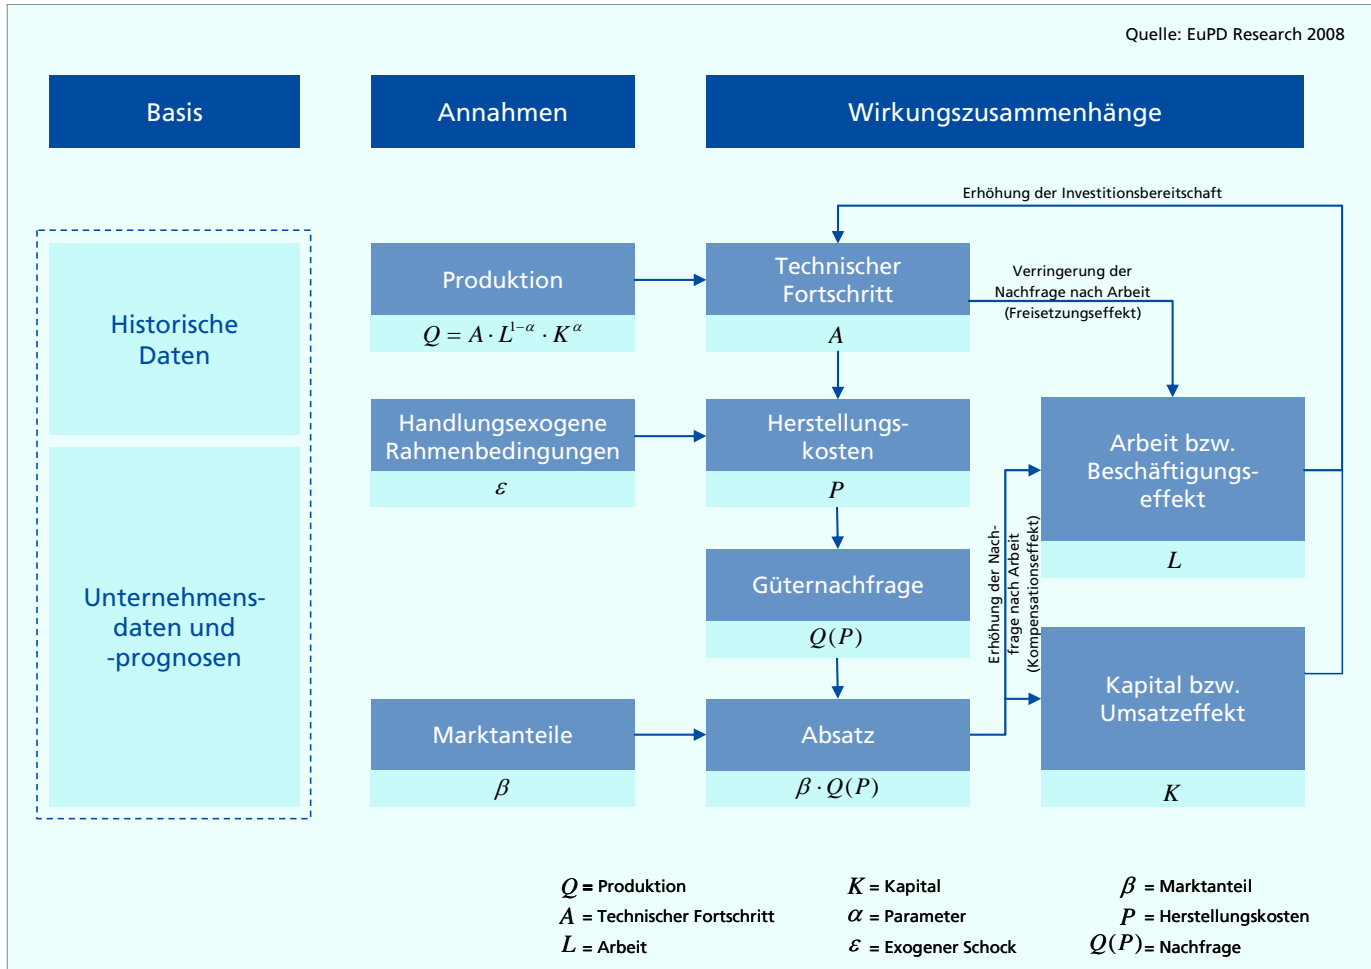 Quelle: EuPD Research 2008
Basis
Annahmen
Wirkungszusammenhänge
Erhöhung der Investitionsbereitschaft
Historische
Daten
Unternehmens-
daten und
-prognosen
Produktion
Q = A · L^{1−α} · K^α
Technischer
Fortschritt
A
Verringerung der
Nachfrage nach Arbeit
(Freisetzungseffekt)
Handlungsexogene
Rahmenbedingungen
ε
Herstellungs-
kosten
P
Arbeit bzw.
Beschäftigungs-
effekt
L
Güternachfrage
Q(P)
Erhöhung der Nach-
frage nach Arbeit
(Kompensationseffekt)
Kapital bzw.
Umsatzeffekt
K
Marktanteile
β
Absatz
β · Q(P)
Q = Produktion
A = Technischer Fortschritt
L = Arbeit
K = Kapital
α = Parameter
ε = Exogener Schock
β = Marktanteil
P = Herstellungskosten
Q(P) = Nachfrage